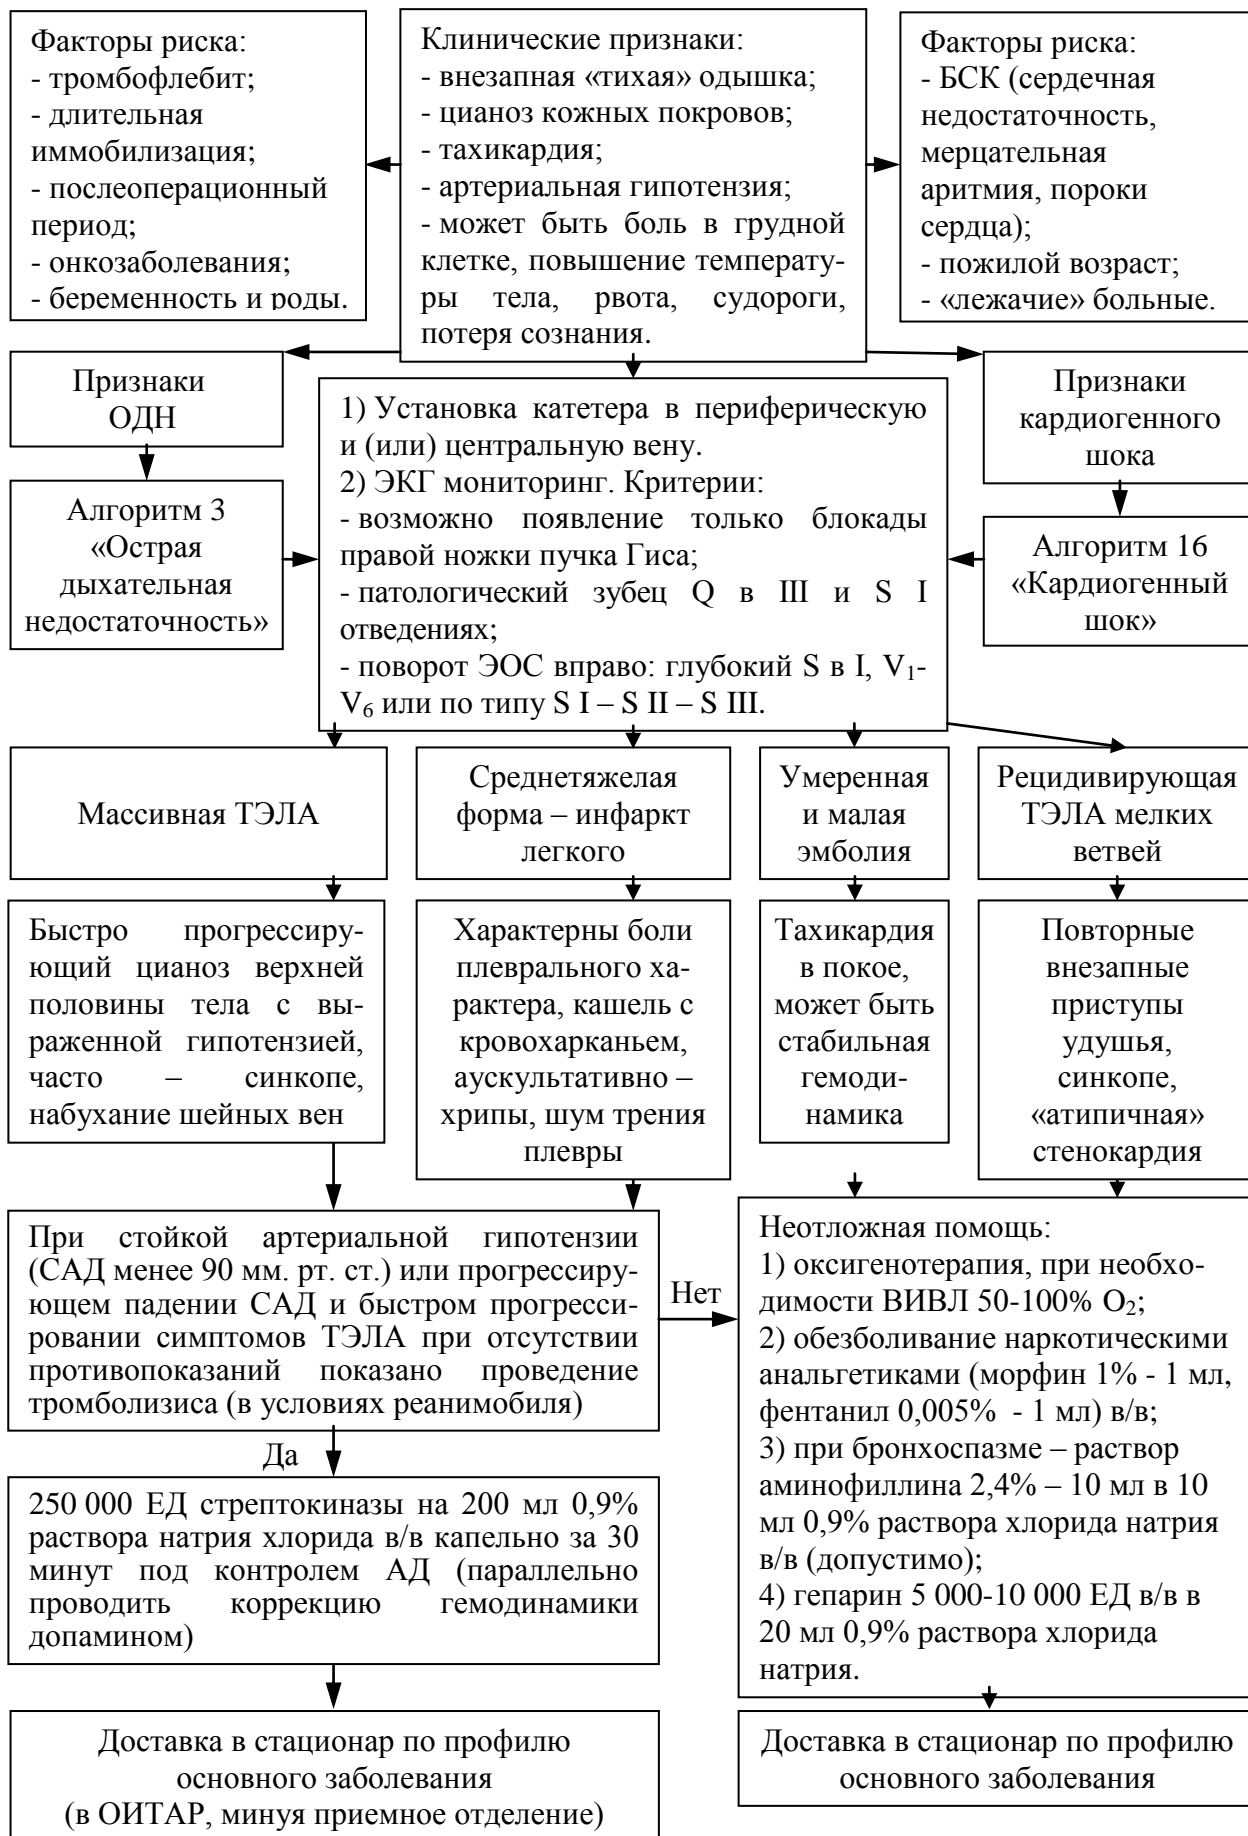 Факторы риска:
- тромбофлебит;
- длительная
иммобилизация;
- послеоперационный
период;
- онкозаболевания;
- беременность и роды.
Клинические признаки:
- внезапная «тихая» одышка;
- цианоз кожных покровов;
- тахикардия;
- артериальная гипотензия;
- может быть боль в грудной
клетке, повышение температу-
ры тела, рвота, судороги,
потеря сознания.
Факторы риска:
- БСК (сердечная
недостаточность,
мерцательная
аритмия, пороки
сердца);
- пожилой возраст;
- «лежачие» больные.
Признаки
ОДН
Алгоритм 3
«Острая
дыхательная
недостаточность»
1) Установка катетера в периферическую
и (или) центральную вену.
2) ЭКГ мониторинг. Критерии:
- возможно появление только блокады
правой ножки пучка Гиса;
- патологический зубец Q в III и S I
отведениях;
- поворот ЭОС вправо: глубокий S в I, V1-
V6 или по типу S I – S II – S III.
Признаки
кардиогенного
шока
Алгоритм 16
«Кардиогенный
шок»
Массивная ТЭЛА
Среднетяжелая
форма – инфаркт
легкого
Умеренная
и малая
эмболия
Рецидивирующая
ТЭЛА мелких
ветвей
Быстро прогрессиру-
ющий цианоз верхней
половины тела с вы-
раженной гипотензией,
часто – синкопе,
набухание шейных вен
Характерны боли
плеврального ха-
рактера, кашель с
кровохарканьем,
аускультативно –
хрипы, шум трения
плевры
Тахикардия
в покое,
может быть
стабильная
гемоди-
намика
Повторные
внезапные
приступы
удушья,
синкопе,
«атипичная»
стенокардия
При стойкой артериальной гипотензии
(САД менее 90 мм. рт. ст.) или прогрессиру-
ющем падении САД и быстром прогресси-
ровании симптомов ТЭЛА при отсутствии
противопоказаний показано проведение
тромболизиса (в условиях реанимобиля)
Нет
Да
250 000 ЕД стрептокиназы на 200 мл 0,9%
раствора натрия хлорида в/в капельно за 30
минут под контролем АД (параллельно
проводить коррекцию гемодинамики
допамином)
Доставка в стационар по профилю
основного заболевания
(в ОИТАР, минуя приемное отделение)
Неотложная помощь:
1) оксигенотерапия, при необхо-
димости ВИВЛ 50-100% O2;
2) обезболивание наркотическими
анальгетиками (морфин 1% - 1 мл,
фентанил 0,005% - 1 мл) в/в;
3) при бронхоспазме – раствор
аминофиллина 2,4% – 10 мл в 10
мл 0,9% раствора хлорида натрия
в/в (допустимо);
4) гепарин 5 000-10 000 ЕД в/в в
20 мл 0,9% раствора хлорида
натрия.
Доставка в стационар по профилю
основного заболевания